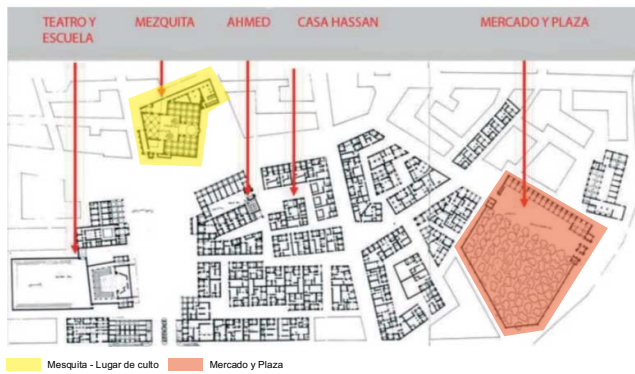 TEATRO Y
ESCUELA
MEZQUITA
AHMED
CASA HASSAN
MERCADO Y PLAZA
Mesquita - Lugar de culto
Mercado y Plaza